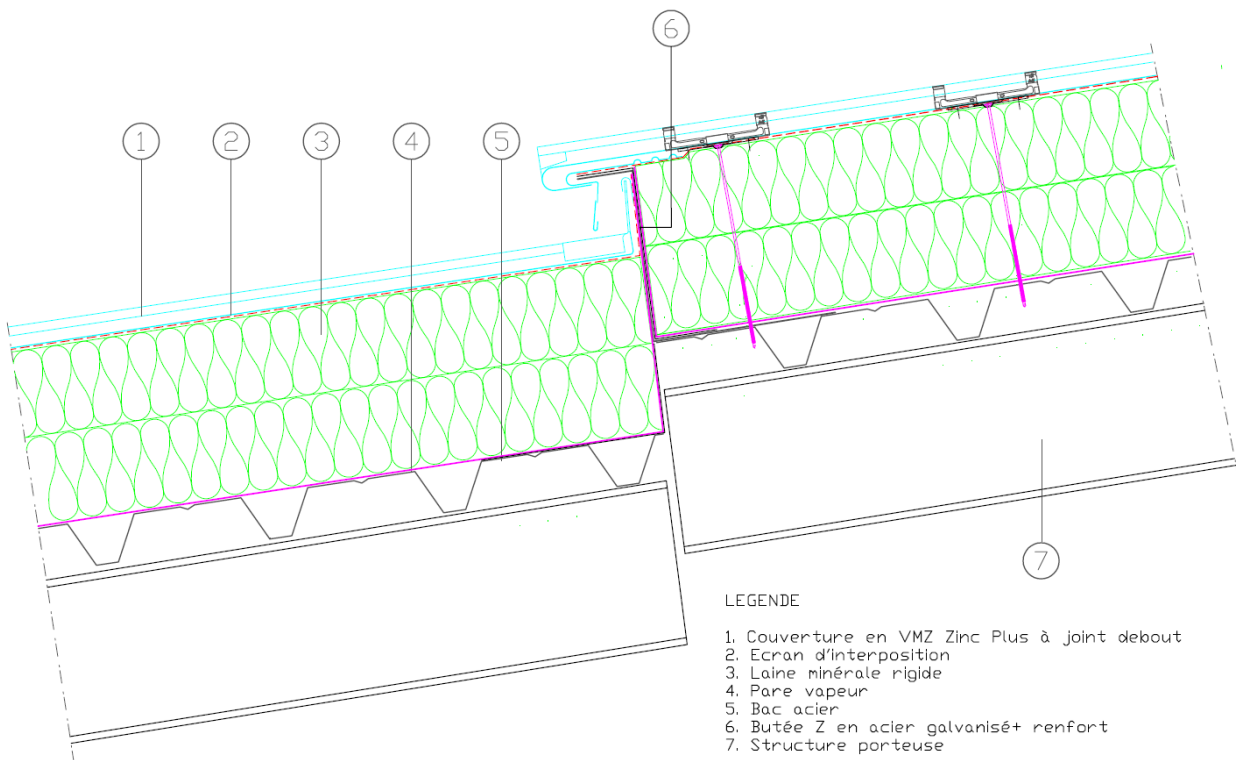 6
1
2
3
4
5
7
LEGENDE
1. Couverture en VMZ Zinc Plus à joint debout
2. Ecran d'interposition
3. Laine minérale rigide
4. Pare vapeur
5. Bac acier
6. Butée Z en acier galvanisé+ renfort
7. Structure porteuse